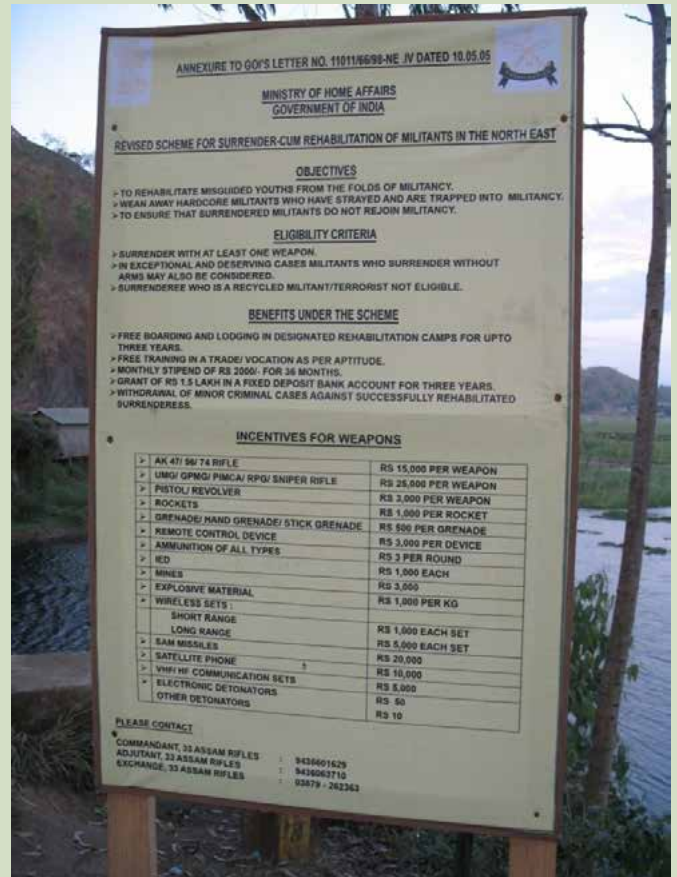 ANNEXURE TO GOI'S LETTER NO. 11011/66/98-NE .IV DATED 10.05.05
MINISTRY OF HOME AFFAIRS
GOVERNMENT OF INDIA
REVISED SCHEME FOR SURRENDER-CUM REHABILITATION OF MILITANTS IN THE NORTH EAST
OBJECTIVES
➢ TO REHABILITATE MISGUIDED YOUTHS FROM THE FOLDS OF MILITANCY.
➢ WEAN AWAY HARDCORE MILITANTS WHO HAVE STRAYED AND ARE TRAPPED INTO MILITANCY.
➢ TO ENSURE THAT SURRENDERED MILITANTS DO NOT REJOIN MILITANCY.
ELIGIBILITY CRITERIA
➢ SURRENDER WITH AT LEAST ONE WEAPON.
➢ IN EXCEPTIONAL AND DESERVING CASES MILITANTS WHO SURRENDER WITHOUT
ARMS MAY ALSO BE CONSIDERED.
➢ SURRENDEREE WHO IS A RECYCLED MILITANT/TERRORIST NOT ELIGIBLE.
BENEFITS UNDER THE SCHEME
➢ FREE BOARDING AND LODGING IN DESIGNATED REHABILITATION CAMPS FOR UPTO
THREE YEARS.
➢ FREE TRAINING IN A TRADE/ VOCATION AS PER APTITUDE.
➢ MONTHLY STIPEND OF RS 2000/- FOR 36 MONTHS.
➢ GRANT OF RS 1.5 LAKH IN A FIXED DEPOSIT BANK ACCOUNT FOR THREE YEARS.
➢ WITHDRAWAL OF MINOR CRIMINAL CASES AGAINST SUCCESSFULLY REHABILITATED
SURRENDERESS.
INCENTIVES FOR WEAPONS
➢ AK 47/ 56/ 74 RIFLE RS 15,000 PER WEAPON
➢ UMG/ GPMG/ PIMCA/ RPG/ SNIPER RIFLE RS 25,000 PER WEAPON
➢ PISTOL/ REVOLVER RS 3,000 PER WEAPON
➢ ROCKETS RS 1,000 PER ROCKET
➢ GRENADE/ HAND GRENADE/ STICK GRENADE RS 500 PER GRENADE
➢ REMOTE CONTROL DEVICE RS 3,000 PER DEVICE
➢ AMMUNITION OF ALL TYPES RS 3 PER ROUND
➢ IED RS 1,000 EACH
➢ MINES RS 3,000
➢ EXPLOSIVE MATERIAL RS 1,000 PER KG
➢ WIRELESS SETS :
SHORT RANGE RS 1,000 EACH SET
LONG RANGE RS 5,000 EACH SET
➢ SAM MISSILES RS 20,000
➢ SATELLITE PHONE RS 10,000
➢ VHF/ HF COMMUNICATION SETS RS 5,000
➢ ELECTRONIC DETONATORS RS 50
OTHER DETONATORS RS 10
PLEASE CONTACT
COMMANDANT, 33 ASSAM RIFLES : 9436601629
ADJUTANT, 33 ASSAM RIFLES : 9436063710
EXCHANGE, 33 ASSAM RIFLES : 03879 - 262363